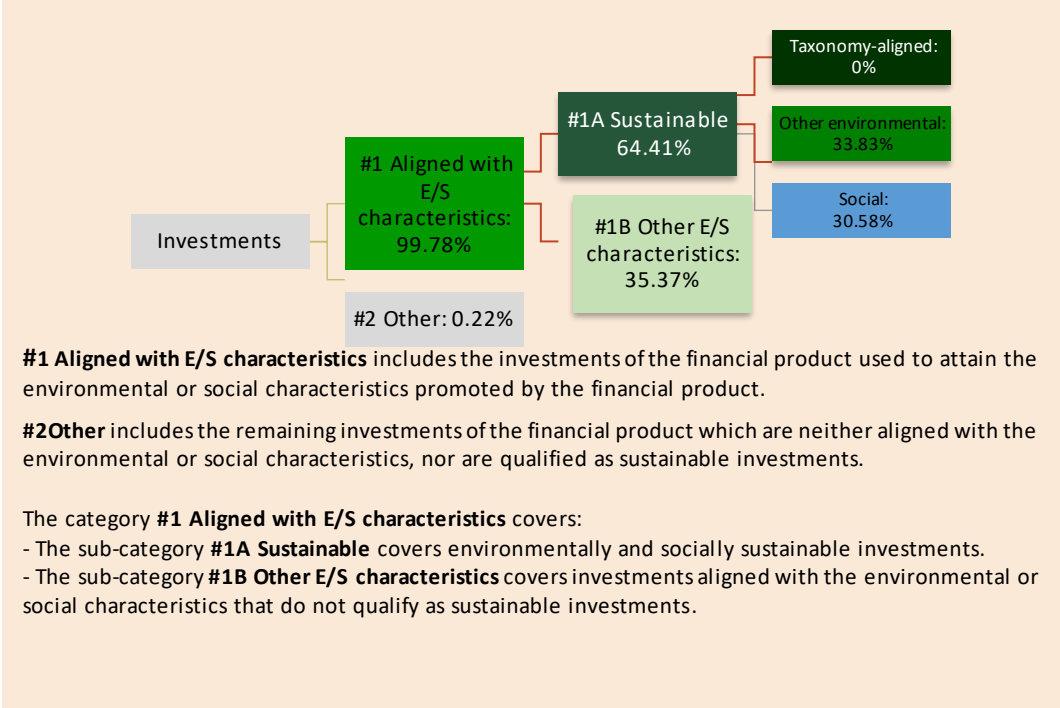 Investments
#1 Aligned with
E/S
characteristics:
99.78%
#2 Other: 0.22%
#1A Sustainable
64.41%
#1B Other E/S
characteristics:
35.37%
Taxonomy-aligned:
0%
Other environmental:
33.83%
Social:
30.58%
#1 Aligned with E/S characteristics includes the investments of the financial product used to attain the
environmental or social characteristics promoted by the financial product.
#2Other includes the remaining investments of the financial product which are neither aligned with the
environmental or social characteristics, nor are qualified as sustainable investments.
The category #1 Aligned with E/S characteristics covers:
- The sub-category #1A Sustainable covers environmentally and socially sustainable investments.
- The sub-category #1B Other E/S characteristics covers investments aligned with the environmental or
social characteristics that do not qualify as sustainable investments.